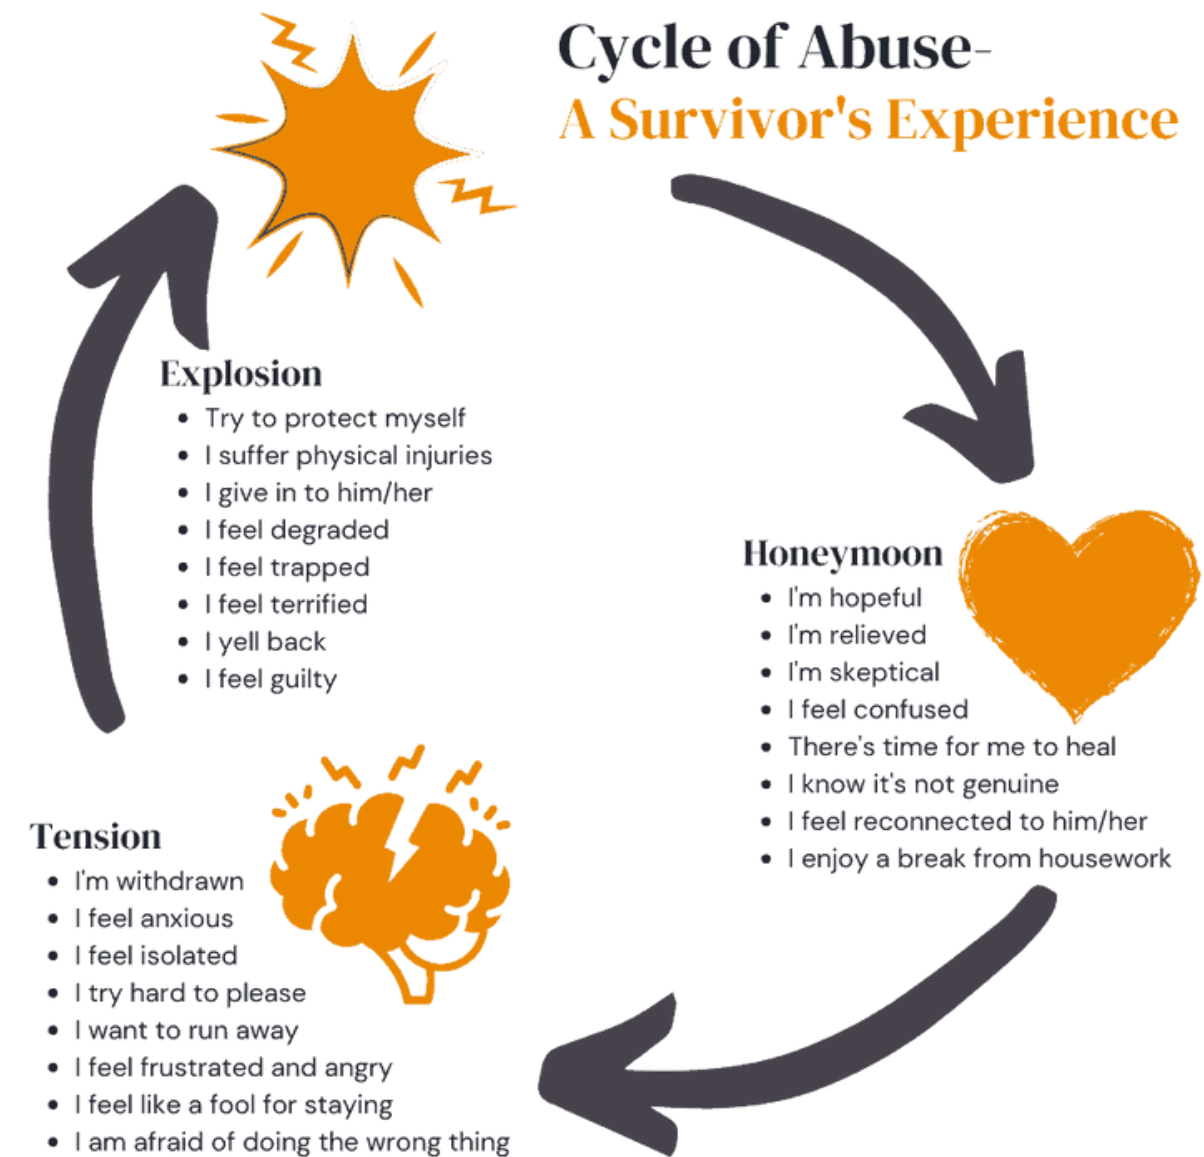 Cycle of Abuse-
A Survivor's Experience
Explosion
• Try to protect myself
• I suffer physical injuries
• I give in to him/her
• I feel degraded
• I feel trapped
• I feel terrified
• I yell back
• I feel guilty
Honeymoon
• I'm hopeful
• I'm relieved
• I'm skeptical
• I feel confused
• There's time for me to heal
• I know it's not genuine
• I feel reconnected to him/her
• I enjoy a break from housework
Tension
• I'm withdrawn
• I feel anxious
• I feel isolated
• I try hard to please
• I want to run away
• I feel frustrated and angry
• I feel like a fool for staying
• I am afraid of doing the wrong thing